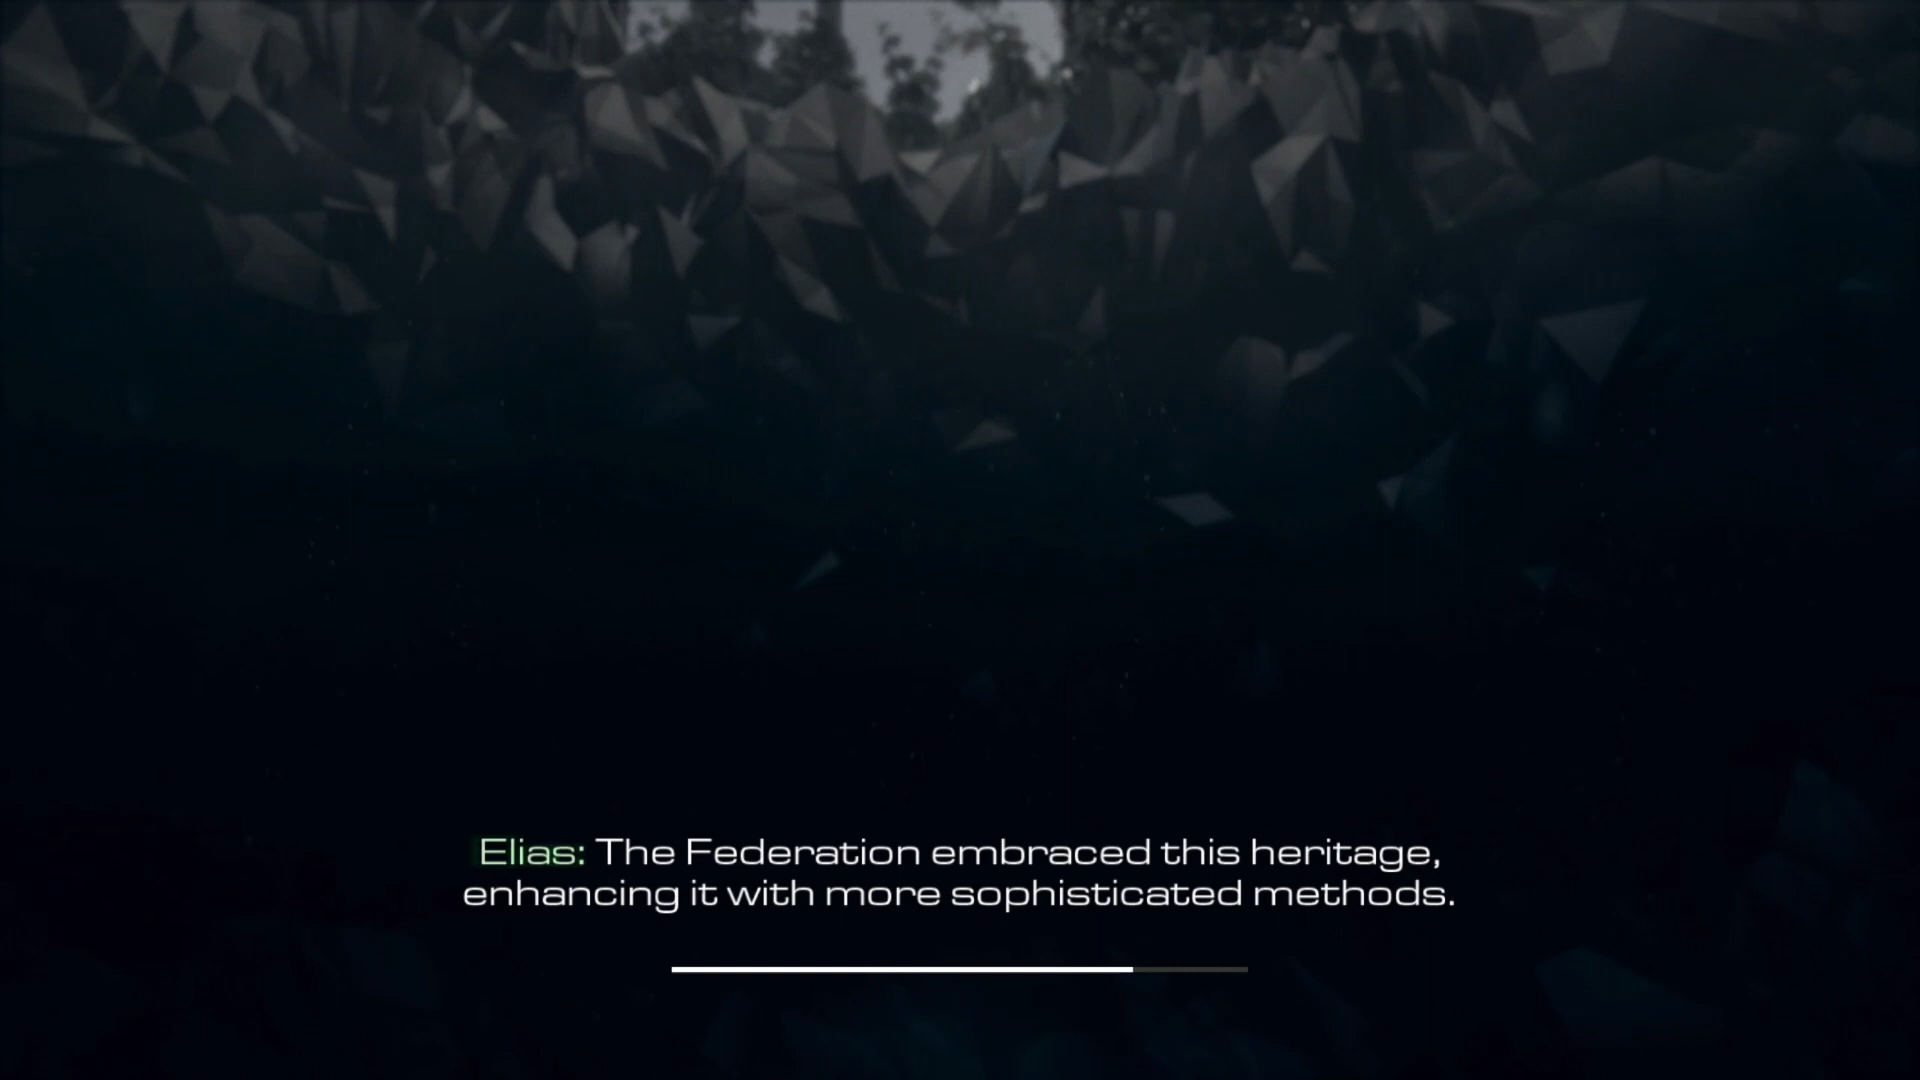 Elias: The Federation embraced this heritage,
enhancing it with more sophisticated methods.